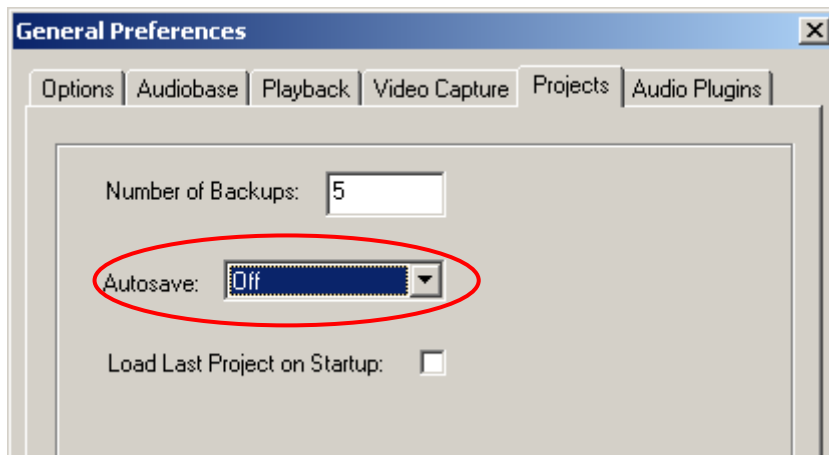 General Preferences
Options Audiobase Playback Video Capture Projects Audio Plugins
Number of Backups: 5
Autosave: Off
Load Last Project on Startup: